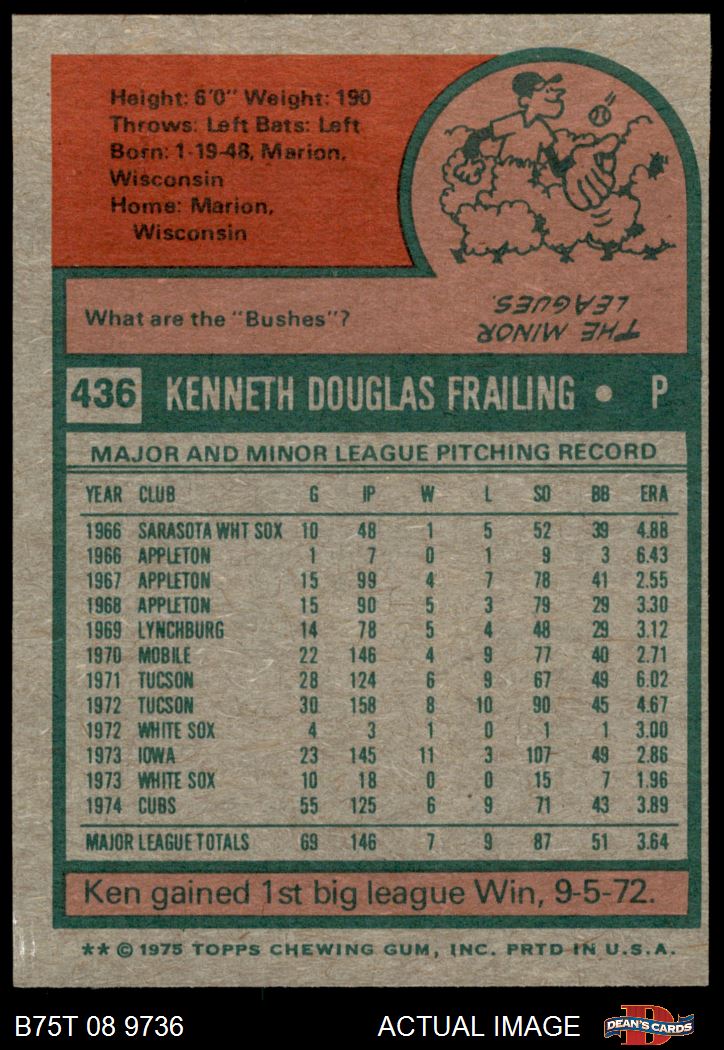 Height: 6'0" Weight: 190
Throws: Left Bats: Left
Born: 1-19-48, Marion,
Wisconsin
Home: Marion,
Wisconsin
What are the "Bushes"?
THE MINOR
LEAGUES.
436 KENNETH DOUGLAS FRAILING • P
MAJOR AND MINOR LEAGUE PITCHING RECORD
YEAR CLUB G IP W L SO BB ERA
1966 SARASOTA WHT SOX 10 48 1 5 52 39 4.88
1966 APPLETON 1 7 0 1 9 3 6.43
1967 APPLETON 15 99 4 7 78 41 2.55
1968 APPLETON 15 90 5 3 79 29 3.30
1969 LYNCHBURG 14 78 5 4 48 29 3.12
1970 MOBILE 22 146 4 9 77 40 2.71
1971 TUCSON 28 124 6 9 67 49 6.02
1972 TUCSON 30 158 8 10 90 45 4.67
1972 WHITE SOX 4 3 1 0 1 1 3.00
1973 IOWA 23 145 11 3 107 49 2.86
1973 WHITE SOX 10 18 0 0 15 7 1.96
1974 CUBS 55 125 6 9 71 43 3.89
MAJOR LEAGUE TOTALS 69 146 7 9 87 51 3.64
Ken gained 1st big league Win, 9-5-72.
** © 1975 TOPPS CHEWING GUM, INC. PRTD IN U.S.A.
B75T 08 9736 ACTUAL IMAGE DEAN'S CARDS